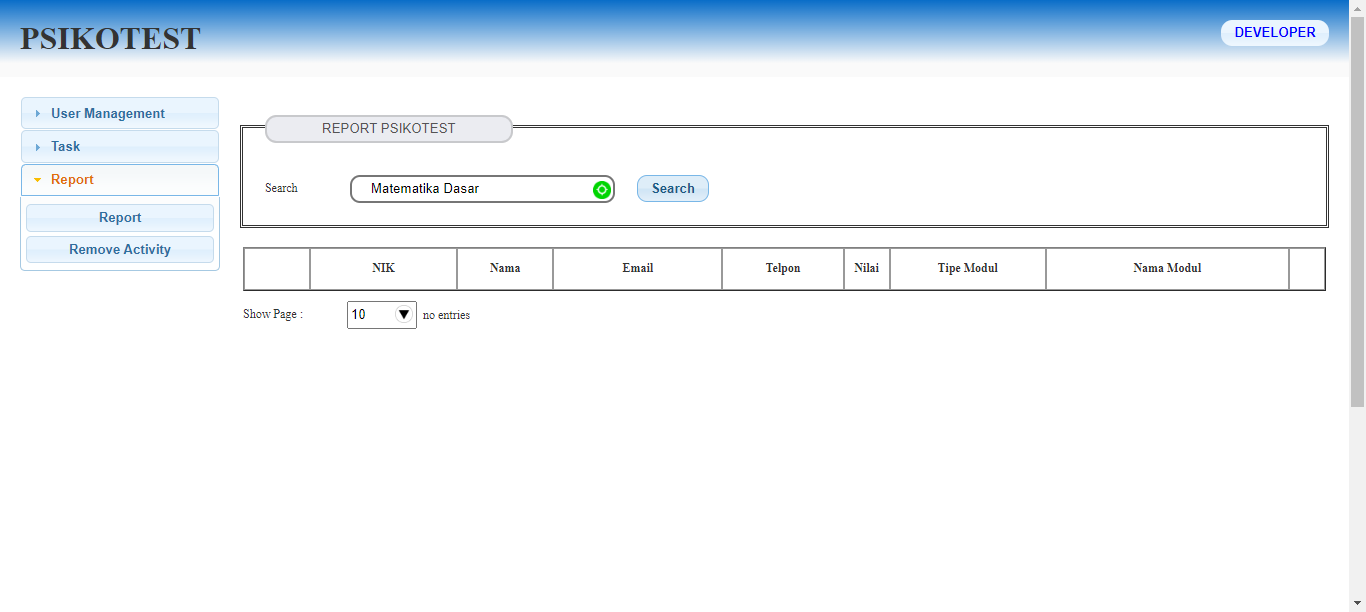 PSIKOTEST
DEVELOPER
User Management
Task
Report
Report
Remove Activity
REPORT PSIKOTEST
Search Matematika Dasar Search
NIK Nama Email Telpon Nilai Tipe Modul Nama Modul
Show Page : 10 no entries